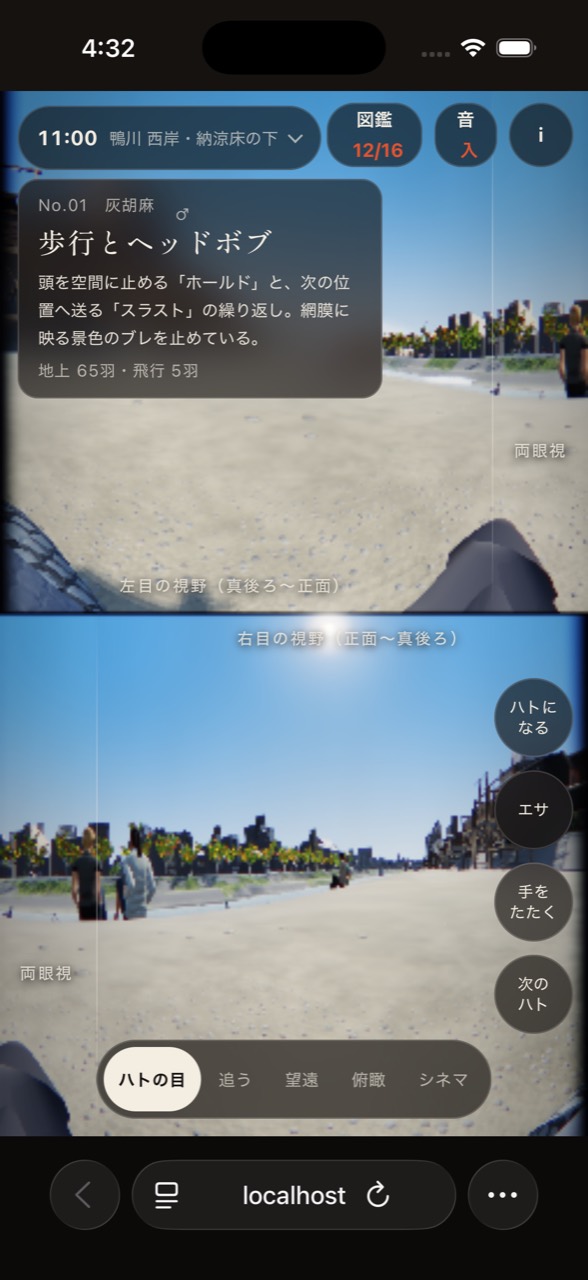 4:32
11:00 鴨川 西岸・納涼床の下
図鑑
12/16
音
入
i
No.01 灰胡麻 ♂
歩行とヘッドボブ
頭を空間に止める「ホールド」と、次の位
置へ送る「スラスト」の繰り返し。網膜に
映る景色のブレを止めている。
地上 65羽・飛行 5羽
両眼視
左目の視野（真後ろ〜正面）
右目の視野（正面〜真後ろ）
ハトに
なる
エサ
手を
たたく
両眼視
次の
ハト
ハトの目 追う 望遠 俯瞰 シネマ
localhost